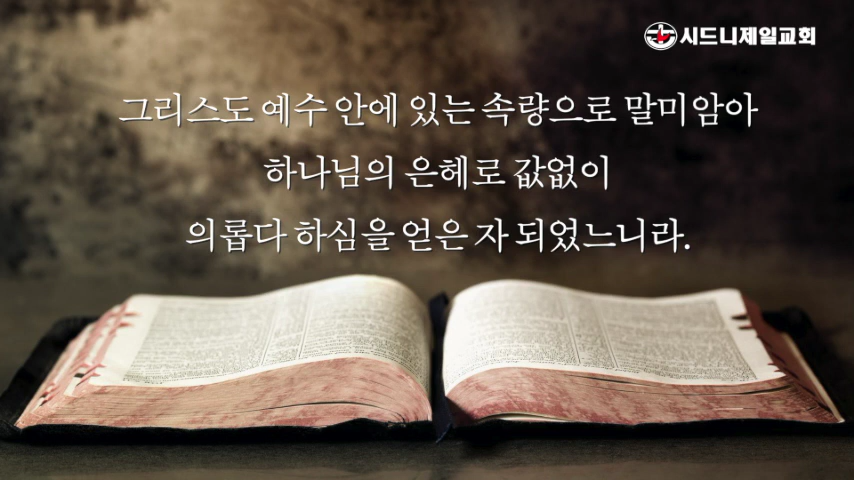 시드니제일교회
그리스도 예수 안에 있는 속량으로 말미암아
하나님의 은혜로 값없이
의롭다 하심을 얻은 자 되었느니라.